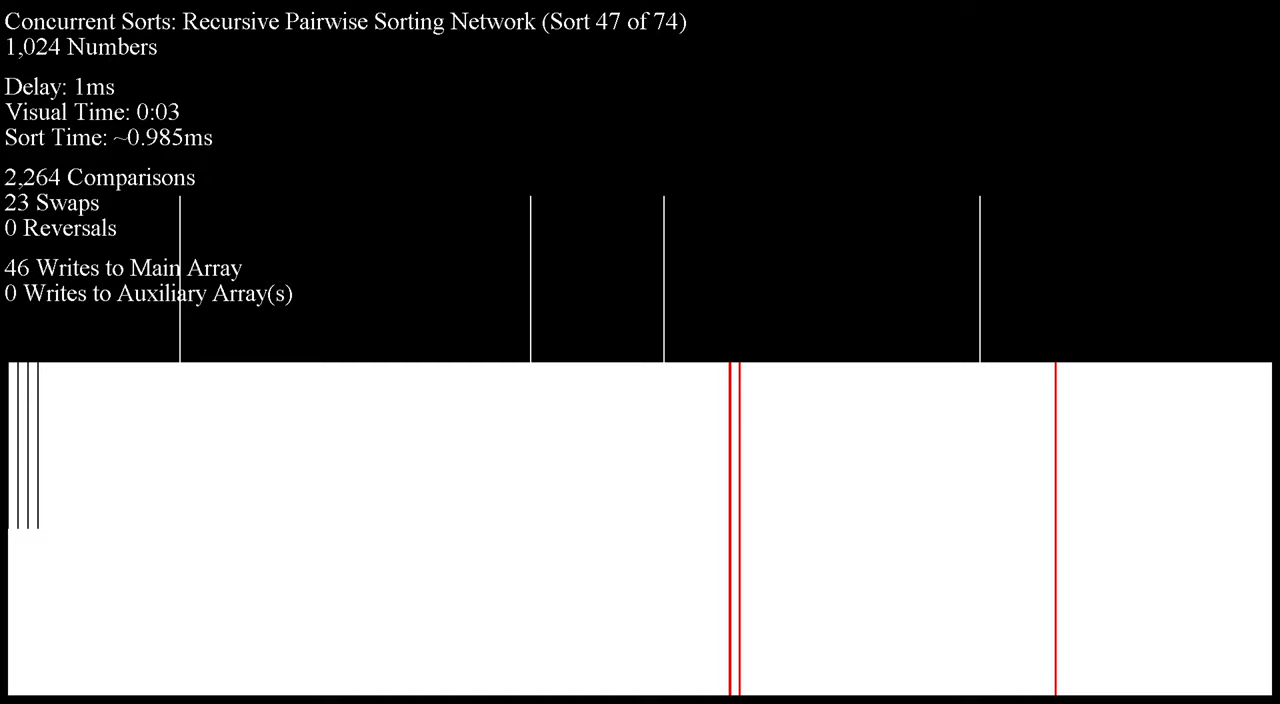 Concurrent Sorts: Recursive Pairwise Sorting Network (Sort 47 of 74)
1,024 Numbers
Delay: 1ms
Visual Time: 0:03
Sort Time: ~0.985ms
2,264 Comparisons
23 Swaps
0 Reversals
46 Writes to Main Array
0 Writes to Auxiliary Array(s)